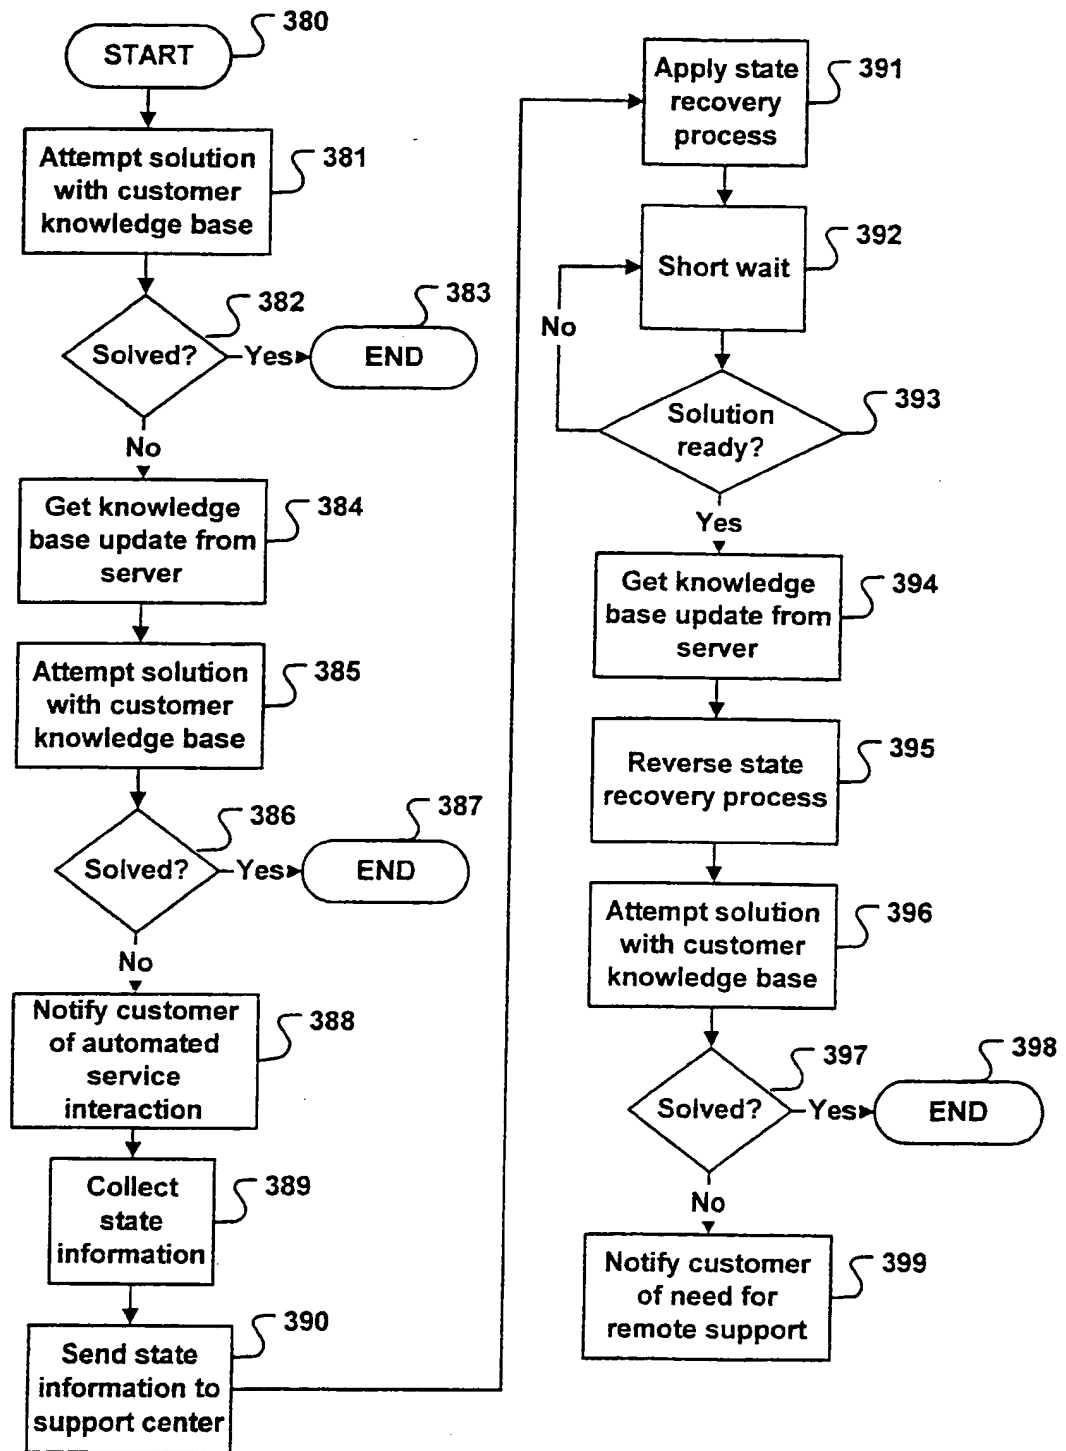 START
380
Attempt solution
with customer
knowledge base
381
Solved?
382
Yes
END
383
No
Get knowledge
base update from
server
384
Attempt solution
with customer
knowledge base
385
Solved?
386
Yes
END
387
No
Notify customer
of automated
service
interaction
388
Collect
state
information
389
Send state
information to
support center
390
Apply state
recovery
process
391
Short wait
392
No
Solution
ready?
393
Yes
Get knowledge
base update from
server
394
Reverse state
recovery process
395
Attempt solution
with customer
knowledge base
396
Solved?
397
Yes
END
398
No
Notify customer
of need for
remote support
399